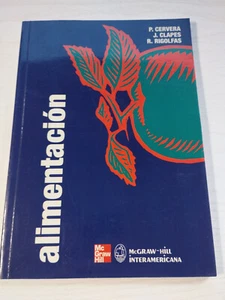 P. CERVERA
J. CLAPES
R. RIGOLFAS
alimentación
Mc
Graw
Hill
McGRAW-HILL
INTERAMERICANA